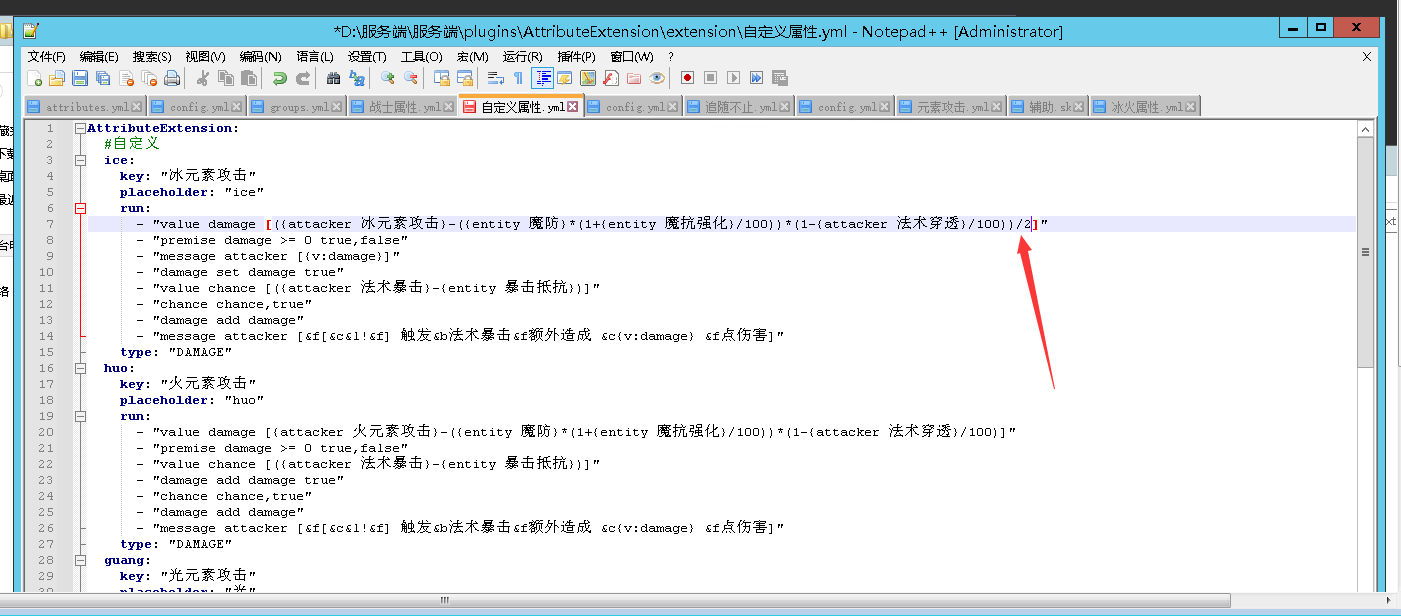 *D:\服务端\服务端\plugins\AttributeExtension\extension\自定义属性.yml - Notepad++ [Administrator]
文件(F) 编辑(E) 搜索(S) 视图(V) 编码(N) 语言(L) 设置(T) 工具(O) 宏(M) 运行(R) 插件(P) 窗口(W) ? X
attributes.yml config.yml groups.yml 战士属性.yml 自定义属性.yml config.yml 追随不止.yml config.yml 元素攻击.yml 辅助.sk 冰火属性.yml
1 AttributeExtension:
2 #自定义
3 ice:
4 key: "冰元素攻击"
5 placeholder: "ice"
6 run:
7 - "value damage [({attacker 冰元素攻击}-({entity 魔防}*(1+{entity 魔抗强化}/100))*(1-{attacker 法术穿透}/100))/2]"
8 - "premise damage >= 0 true,false"
9 - "message attacker [{v:damage}]"
10 - "damage set damage true"
11 - "value chance [({attacker 法术暴击}-{entity 暴击抵抗})]"
12 - "chance chance,true"
13 - "damage add damage"
14 - "message attacker [&f[&c&l!&f] 触发&b法术暴击&f额外造成 &c{v:damage} &f点伤害]"
15 type: "DAMAGE"
16 huo:
17 key: "火元素攻击"
18 placeholder: "huo"
19 run:
20 - "value damage [{attacker 火元素攻击}-({entity 魔防}*(1+{entity 魔抗强化}/100))*(1-{attacker 法术穿透}/100)]"
21 - "premise damage >= 0 true,false"
22 - "value chance [({attacker 法术暴击}-{entity 暴击抵抗})]"
23 - "damage add damage true"
24 - "chance chance,true"
25 - "damage add damage"
26 - "message attacker [&f[&c&l!&f] 触发&b法术暴击&f额外造成 &c{v:damage} &f点伤害]"
27 type: "DAMAGE"
28 guang:
29 key: "光元素攻击"
30 placeholder: "光"